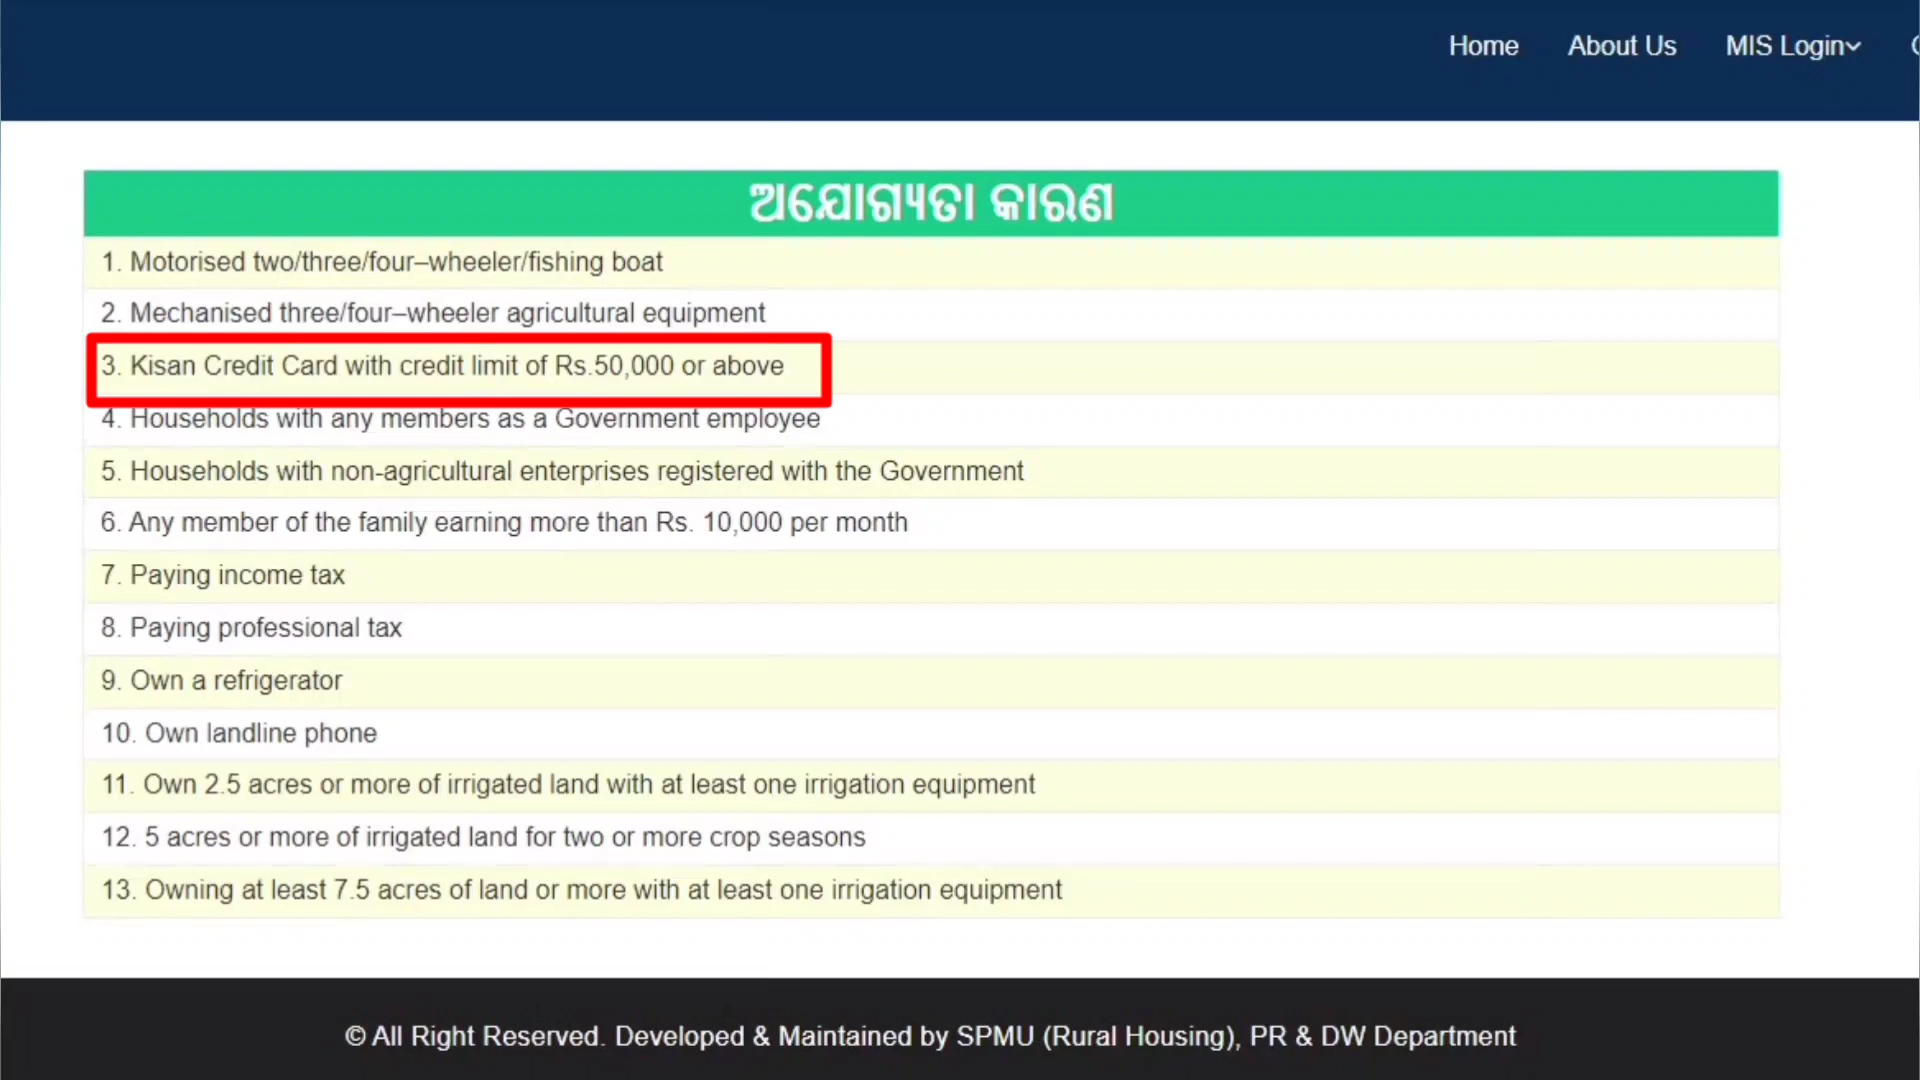 Home About Us MIS Login
ଅଯୋଗ୍ୟତା କାରଣ
1. Motorised two/three/four–wheeler/fishing boat
2. Mechanised three/four–wheeler agricultural equipment
3. Kisan Credit Card with credit limit of Rs.50,000 or above
4. Households with any members as a Government employee
5. Households with non-agricultural enterprises registered with the Government
6. Any member of the family earning more than Rs. 10,000 per month
7. Paying income tax
8. Paying professional tax
9. Own a refrigerator
10. Own landline phone
11. Own 2.5 acres or more of irrigated land with at least one irrigation equipment
12. 5 acres or more of irrigated land for two or more crop seasons
13. Owning at least 7.5 acres of land or more with at least one irrigation equipment
© All Right Reserved. Developed & Maintained by SPMU (Rural Housing), PR & DW Department